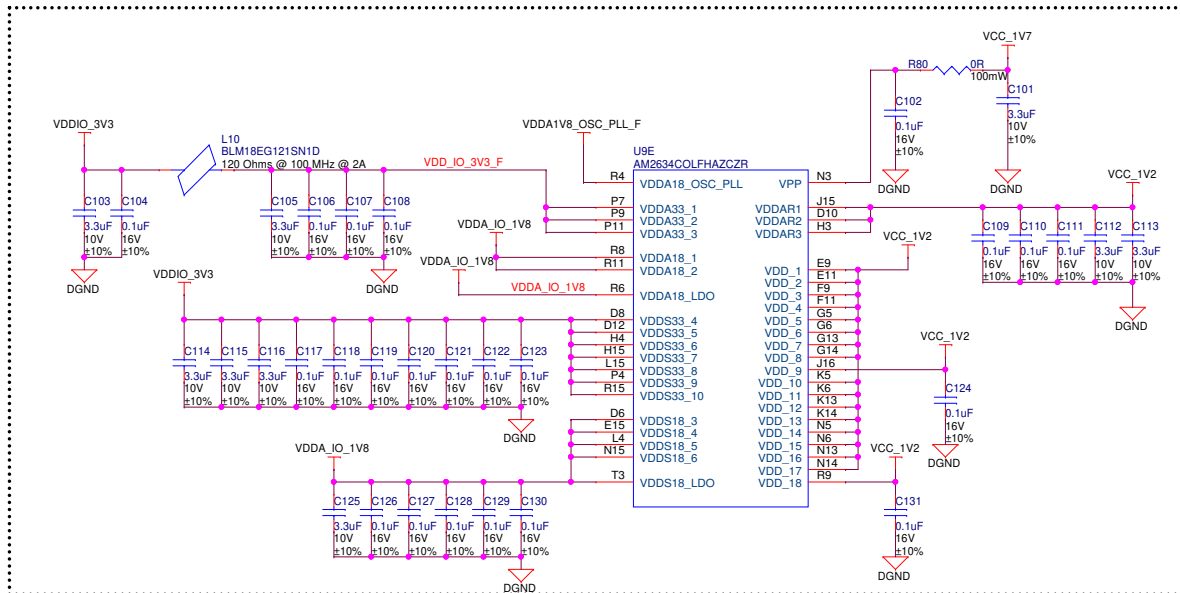 VCC_1V7
R80
0R
100mW
C102
0.1uF
16V
±10%
DGND
C101
3.3uF
10V
±10%
DGND
VDDIO_3V3
L10
BLM18EG121SN1D
120 Ohms @ 100 MHz @ 2A
VDD_IO_3V3_F
VDDA1V8_OSC_PLL_F
U9E
AM2634COLFHAZCZR
C103
3.3uF
10V
±10%
C104
0.1uF
16V
±10%
DGND
C105
3.3uF
10V
±10%
C106
0.1uF
16V
±10%
C107
0.1uF
16V
±10%
C108
0.1uF
16V
±10%
DGND
R4 VDDA18_OSC_PLL
P7 VDDA33_1
P9 VDDA33_2
P11 VDDA33_3
VDDA_IO_1V8
R8 VDDA18_1
R11 VDDA18_2
VDDA_IO_1V8
VDDA_IO_1V8
R6 VDDA18_LDO
D8 VDDS33_4
D12 VDDS33_5
H4 VDDS33_6
H15 VDDS33_7
L15 VDDS33_8
P4 VDDS33_9
R15 VDDS33_10
D6 VDDS18_3
E15 VDDS18_4
L4 VDDS18_5
N15 VDDS18_6
T3 VDDS18_LDO
VPP N3
VDDAR1 J15
VDDAR2 D10
VDDAR3 H3
VDD_1 E9
VDD_2 E11
VDD_3 F9
VDD_4 F11
VDD_5 G5
VDD_6 G6
VDD_7 G13
VDD_8 G14
VDD_9 J16
VDD_10 K5
VDD_11 K6
VDD_12 K13
VDD_13 K14
VDD_14 N5
VDD_15 N6
VDD_16 N13
VDD_17 N14
VDD_18 R9
VCC_1V2
C109
0.1uF
16V
±10%
C110
0.1uF
16V
±10%
C111
0.1uF
16V
±10%
C112
3.3uF
10V
±10%
C113
3.3uF
10V
±10%
DGND
VCC_1V2
VCC_1V2
C124
0.1uF
16V
±10%
DGND
VCC_1V2
C131
0.1uF
16V
±10%
DGND
VDDIO_3V3
C114
3.3uF
10V
±10%
C115
3.3uF
10V
±10%
C116
3.3uF
10V
±10%
C117
0.1uF
16V
±10%
C118
0.1uF
16V
±10%
C119
0.1uF
16V
±10%
C120
0.1uF
16V
±10%
C121
0.1uF
16V
±10%
C122
0.1uF
16V
±10%
C123
0.1uF
16V
±10%
DGND
VDDA_IO_1V8
C125
3.3uF
10V
±10%
C126
0.1uF
16V
±10%
C127
0.1uF
16V
±10%
C128
0.1uF
16V
±10%
C129
0.1uF
16V
±10%
C130
0.1uF
16V
±10%
DGND